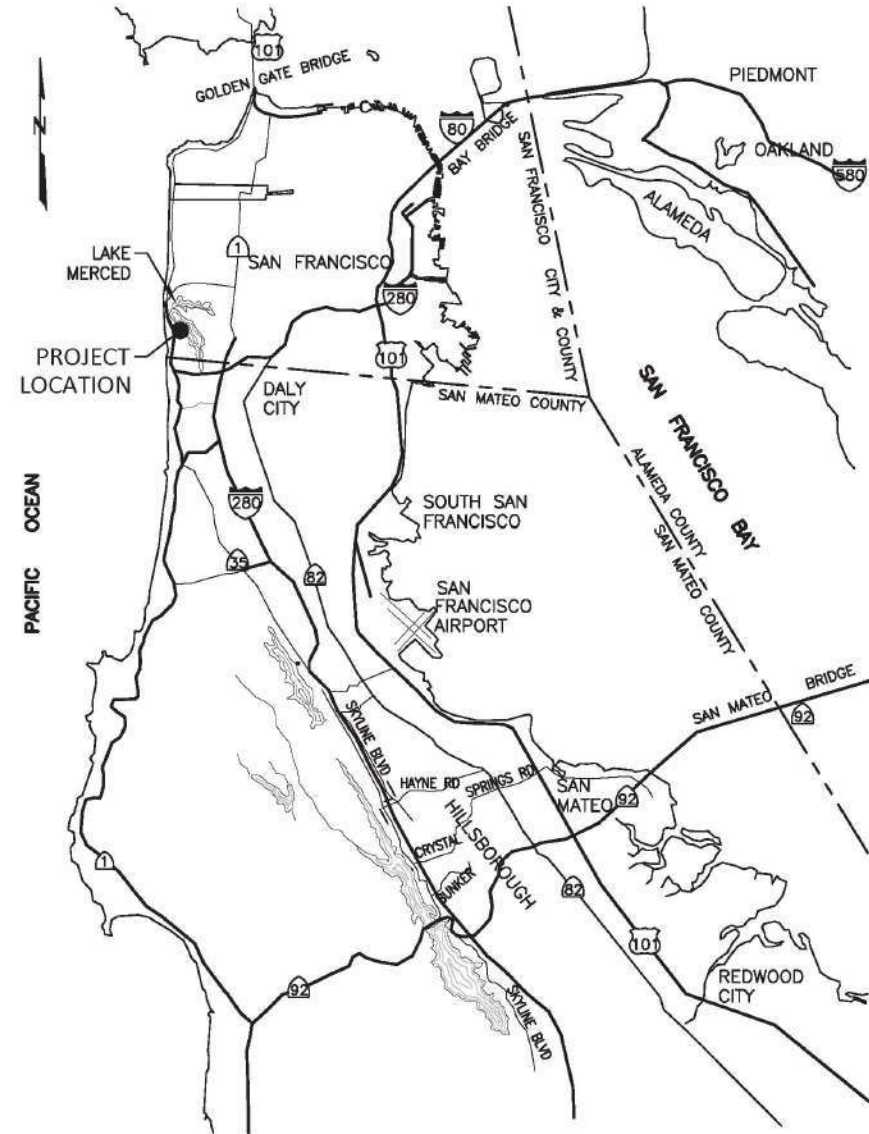 101
GOLDEN GATE BRIDGE
N
80
BAY BRIDGE
PIEDMONT
OAKLAND
580
ALAMEDA
SAN FRANCISCO CITY & COUNTY
1
SAN FRANCISCO
LAKE
MERCED
280
PROJECT
LOCATION
101
DALY
CITY
SAN MATEO COUNTY
SAN FRANCISCO BAY
ALAMEDA COUNTY
SAN MATEO COUNTY
PACIFIC OCEAN
280
SOUTH SAN
FRANCISCO
35
82
SAN
FRANCISCO
AIRPORT
SAN MATEO BRIDGE
92
SKYLINE BLVD
HAYNE RD
SPRINGS RD
SAN
MATEO
92
HILLSBOROUGH
CRYSTAL
BUNKER
1
82
101
REDWOOD
CITY
92
SKYLINE BLVD